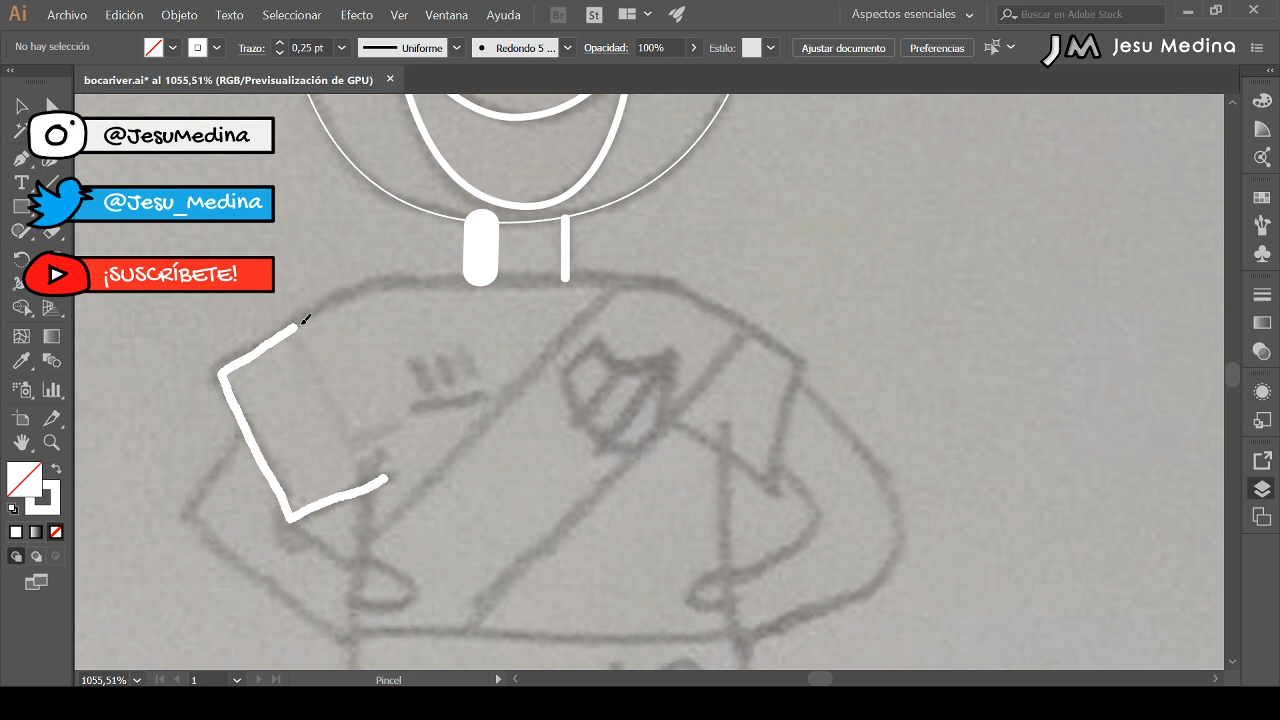 Ai Archivo Edición Objeto Texto Seleccionar Efecto Ver Ventana Ayuda Br St Aspectos esenciales Buscar en Adobe Stock
No hay selección Trazo: 0,25 pt Uniforme Redondo 5 ... Opacidad: 100% Estilo: Ajustar documento Preferencias JM Jesu Medina
bocariver.ai* al 1055,51% (RGB/Previsualización de GPU)
@JesuMedina
@Jesu_Medina
¡SUSCRÍBETE!
1055,51% 1 Pincel